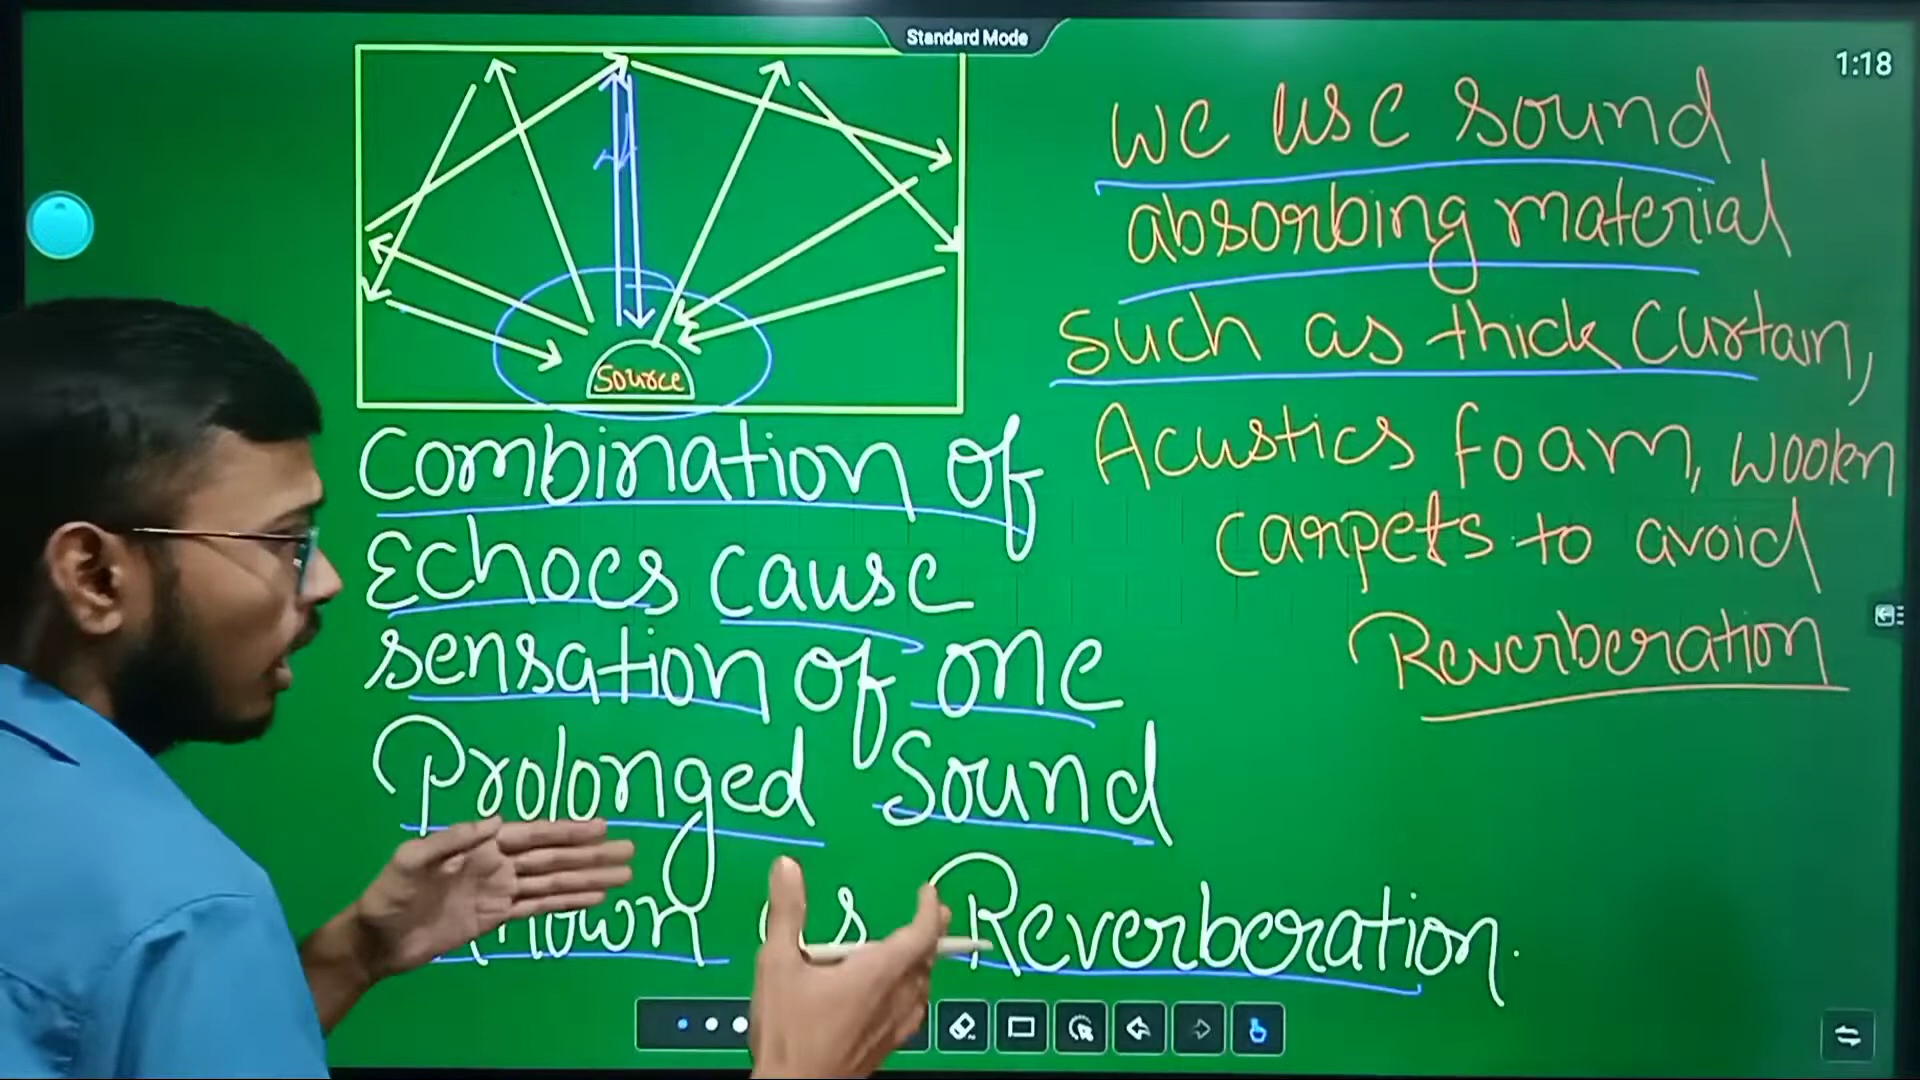 Standard Mode
1:18
Source
Combination of
Echoes cause
sensation of one
Prolonged Sound
known as Reverberation.
we use sound
absorbing material
such as thick Curtain,
Acustics foam, woolen
carpets to avoid
Reverberation